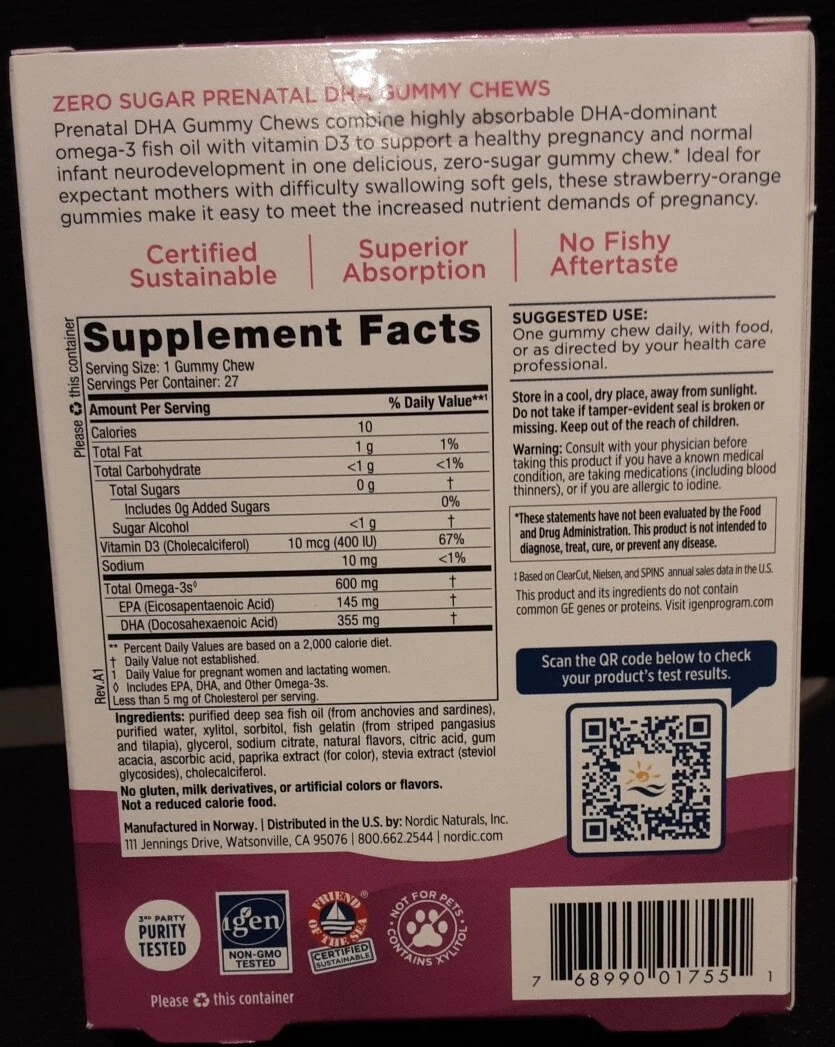 ZERO SUGAR PRENATAL DHA GUMMY CHEWS
Prenatal DHA Gummy Chews combine highly absorbable DHA-dominant
omega-3 fish oil with vitamin D3 to support a healthy pregnancy and normal
infant neurodevelopment in one delicious, zero-sugar gummy chew.* Ideal for
expectant mothers with difficulty swallowing soft gels, these strawberry-orange
gummies make it easy to meet the increased nutrient demands of pregnancy.
Certified
Sustainable
Superior
Absorption
No Fishy
Aftertaste
Please this container
Supplement Facts
Serving Size: 1 Gummy Chew
Servings Per Container: 27
Amount Per Serving % Daily Value**¹
Calories 10
Total Fat 1 g 1%
Total Carbohydrate <1 g <1%
Total Sugars 0 g †
Includes 0g Added Sugars 0%
Sugar Alcohol <1 g †
Vitamin D3 (Cholecalciferol) 10 mcg (400 IU) 67%
Sodium 10 mg <1%
Total Omega-3s◊ 600 mg †
EPA (Eicosapentaenoic Acid) 145 mg †
DHA (Docosahexaenoic Acid) 355 mg †
** Percent Daily Values are based on a 2,000 calorie diet.
† Daily Value not established.
1 Daily Value for pregnant women and lactating women.
◊ Includes EPA, DHA, and Other Omega-3s.
Less than 5 mg of Cholesterol per serving.
Rev.A1
Ingredients: purified deep sea fish oil (from anchovies and sardines),
purified water, xylitol, sorbitol, fish gelatin (from striped pangasius
and tilapia), glycerol, sodium citrate, natural flavors, citric acid, gum
acacia, ascorbic acid, paprika extract (for color), stevia extract (steviol
glycosides), cholecalciferol.
No gluten, milk derivatives, or artificial colors or flavors.
Not a reduced calorie food.
Manufactured in Norway. | Distributed in the U.S. by: Nordic Naturals, Inc.
111 Jennings Drive, Watsonville, CA 95076 | 800.662.2544 | nordic.com
SUGGESTED USE:
One gummy chew daily, with food,
or as directed by your health care
professional.
Store in a cool, dry place, away from sunlight.
Do not take if tamper-evident seal is broken or
missing. Keep out of the reach of children.
Warning: Consult with your physician before
taking this product if you have a known medical
condition, are taking medications (including blood
thinners), or if you are allergic to iodine.
*These statements have not been evaluated by the Food
and Drug Administration. This product is not intended to
diagnose, treat, cure, or prevent any disease.
‡ Based on ClearCut, Nielsen, and SPINS annual sales data in the U.S.
This product and its ingredients do not contain
common GE genes or proteins. Visit igenprogram.com
Scan the QR code below to check
your product's test results.
3RD PARTY
PURITY
TESTED
igen
NON-GMO
TESTED
FRIEND
OF THE SEA
®
CERTIFIED
SUSTAINABLE
• NOT FOR PETS •
CONTAINS XYLITOL
7 68990 01755 1
Please this container